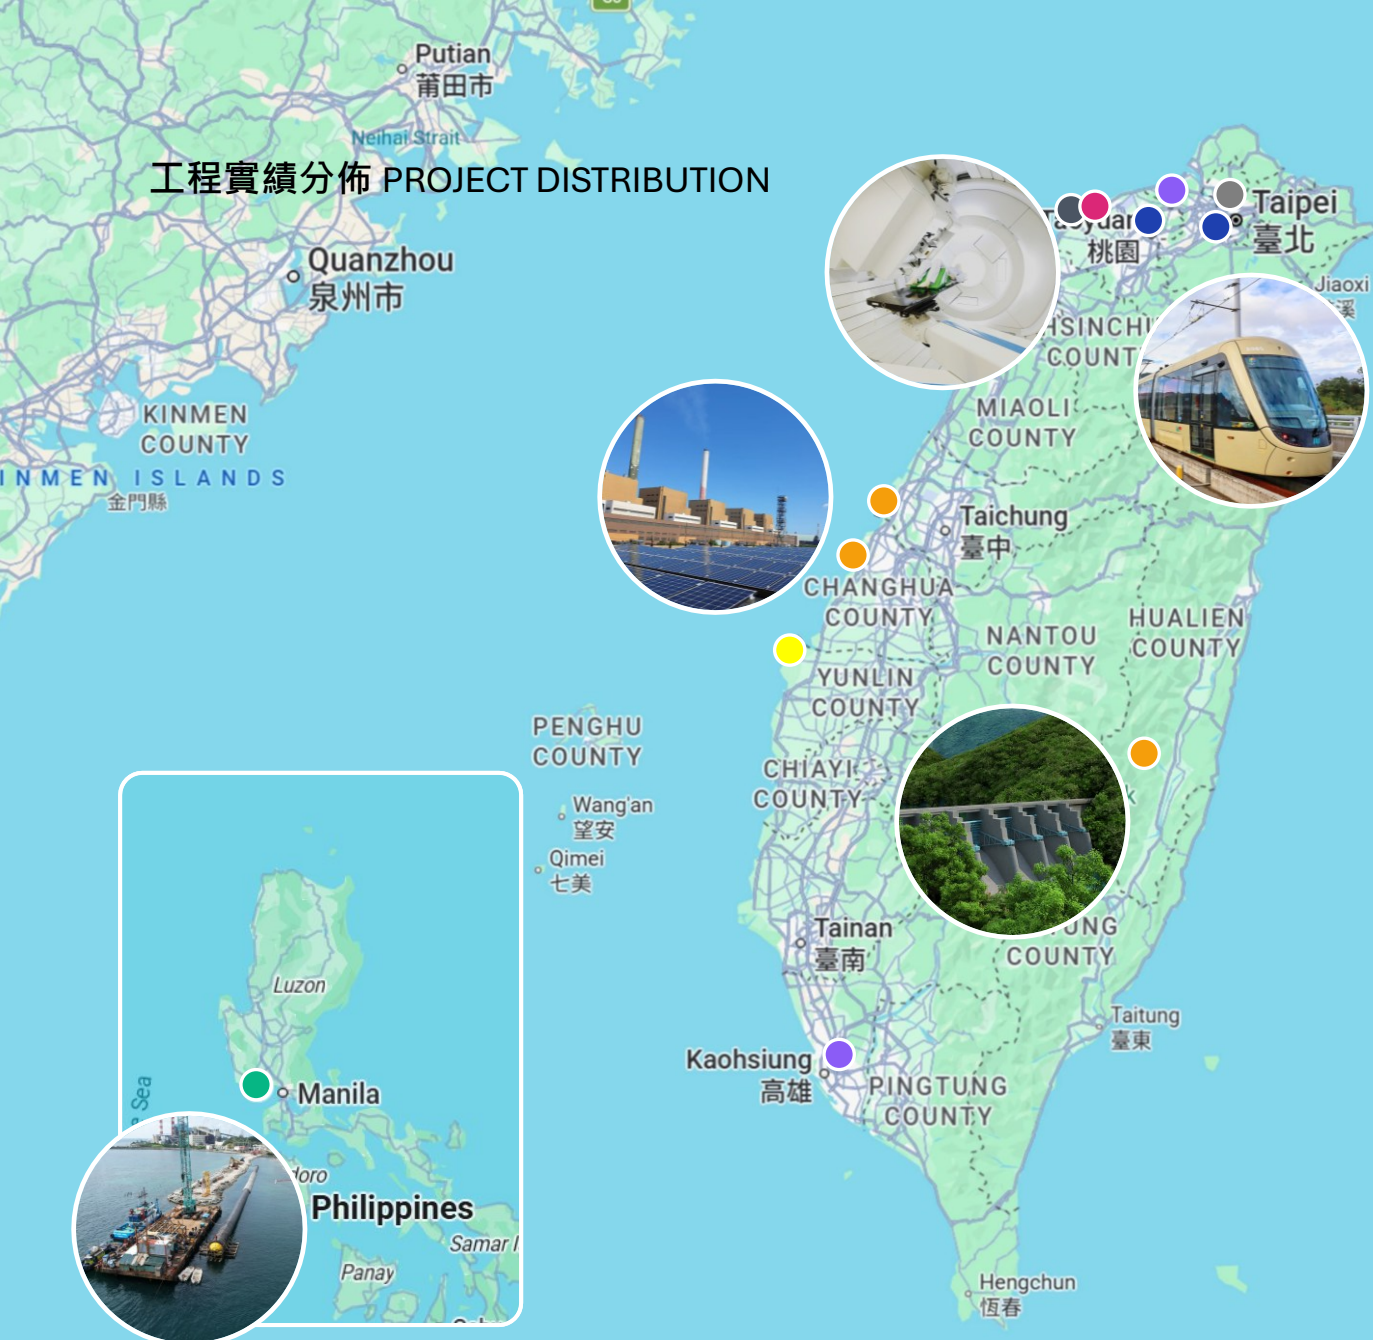 Putian
莆田市
Neihai Strait
工程實績分佈 PROJECT DISTRIBUTION
Quanzhou
泉州市
KINMEN
COUNTY
INMEN ISLANDS
金門縣
Taipei
臺北
桃園
Jiaoxi
溪
HSINCHU
COUNT
MIAOLI
COUNTY
Taichung
臺中
CHANGHUA
COUNTY
HUALIEN
COUNTY
NANTOU
COUNTY
YUNLIN
COUNTY
PENGHU
COUNTY
CHIAYI
COUNTY
Wang'an
望安
Qimei
七美
Tainan
臺南
TUNG
COUNTY
Luzon
Taitung
臺東
Kaohsiung
高雄
PINGTUNG
COUNTY
Manila
Sea
doro
Philippines
Samar I
Panay
Hengchun
恆春